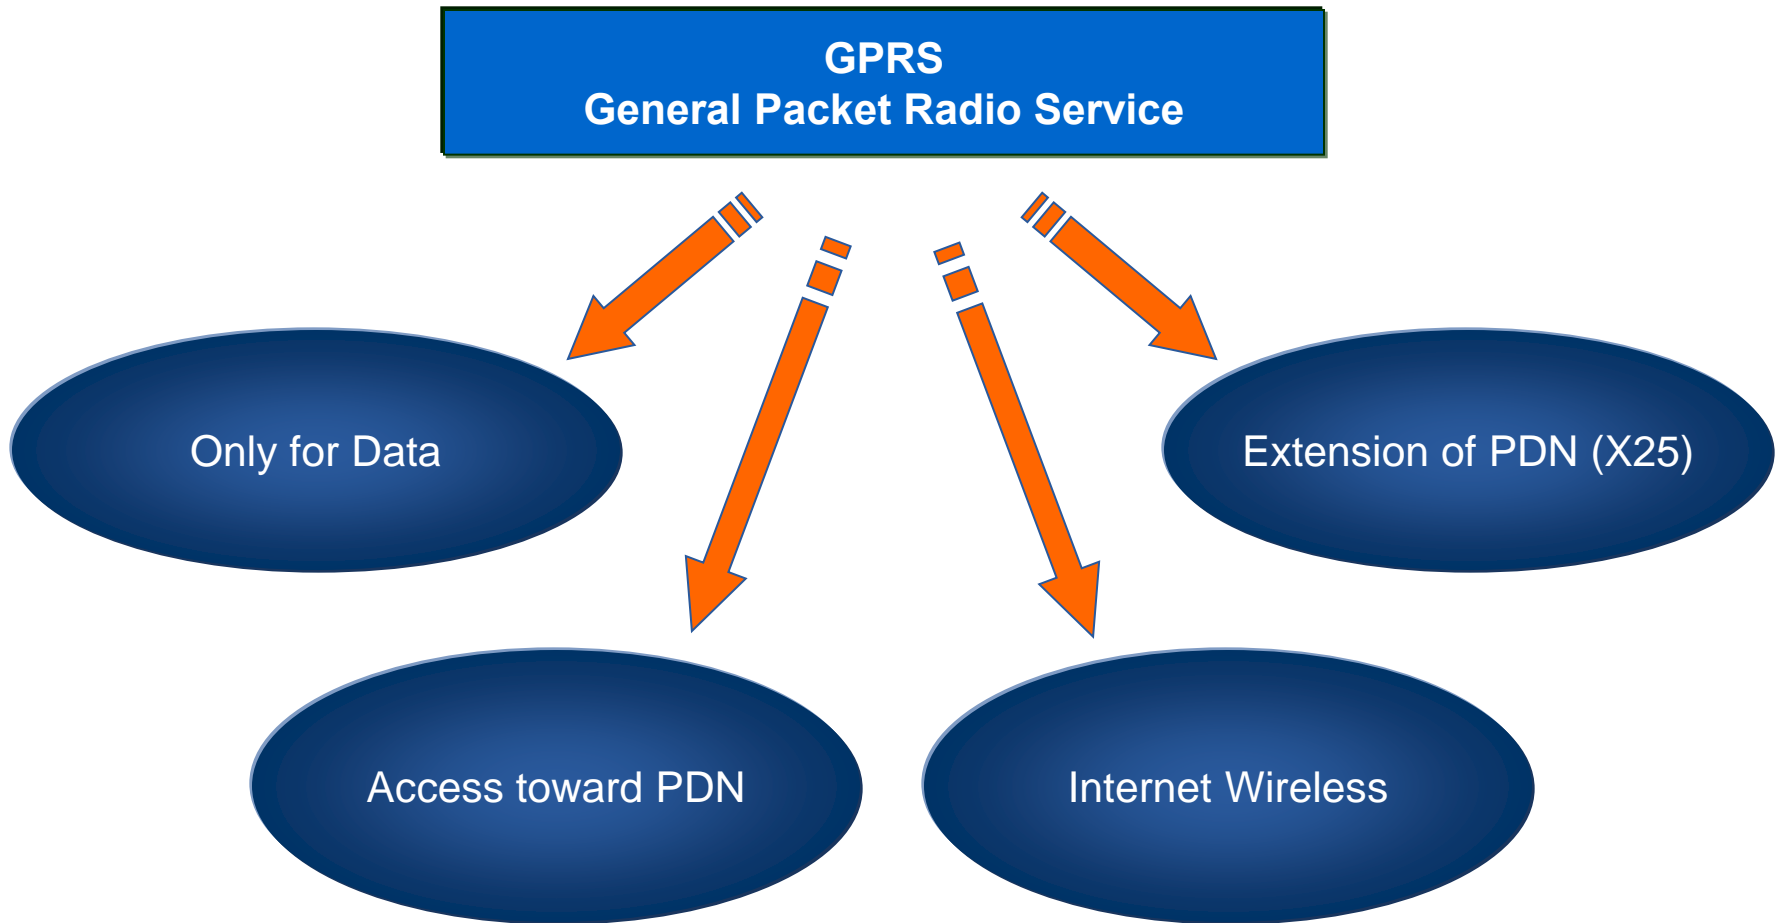 GPRS
General Packet Radio Service
Only for Data
Extension of PDN (X25)
Access toward PDN
Internet Wireless